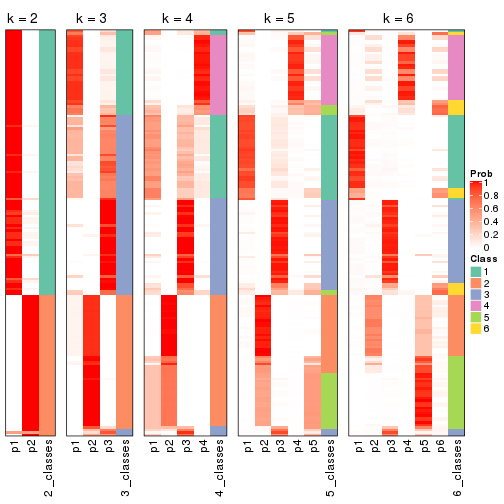 k = 2
k = 3
k = 4
k = 5
k = 6
Prob
1
0.8
0.6
0.4
0.2
0
Class
1
2
3
4
5
6
p1
p2
2_classes
p1
p2
p3
3_classes
p1
p2
p3
p4
4_classes
p1
p2
p3
p4
p5
5_classes
p1
p2
p3
p4
p5
p6
6_classes